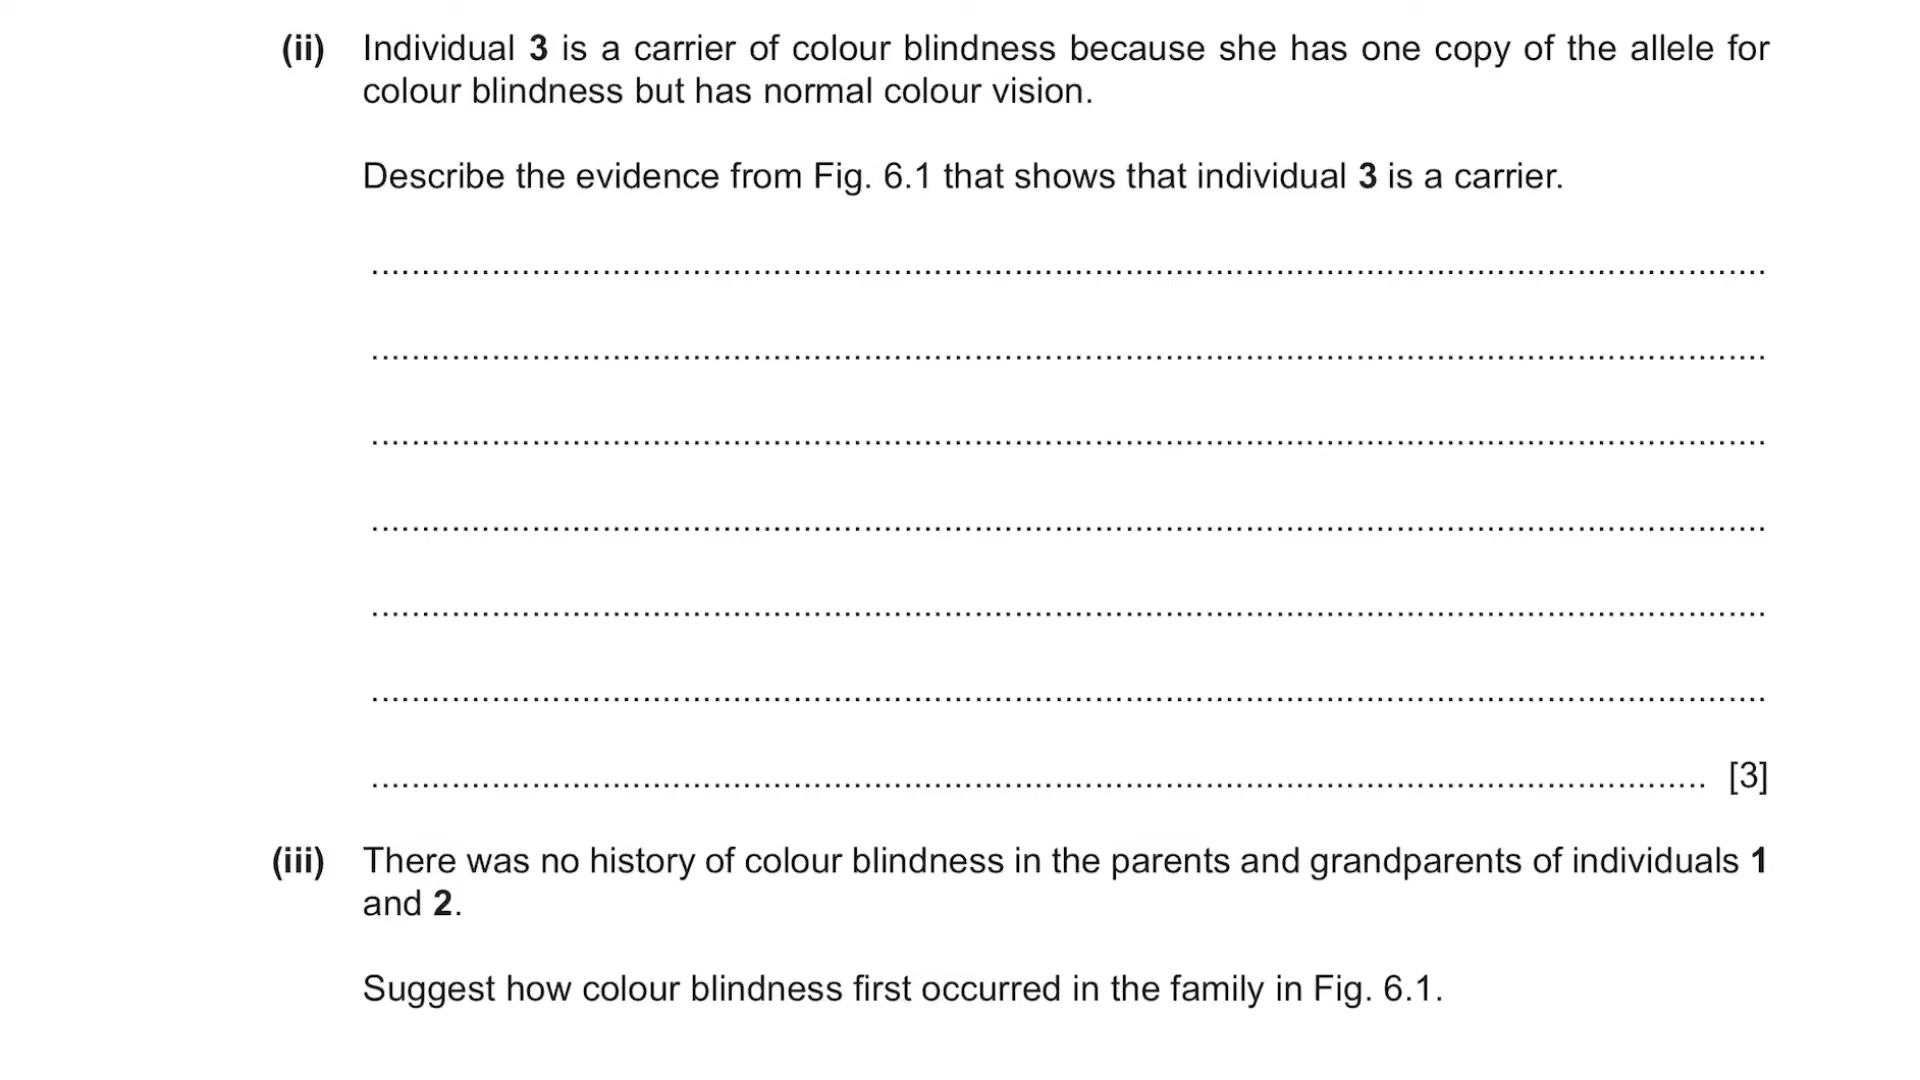 (ii) Individual 3 is a carrier of colour blindness because she has one copy of the allele for
colour blindness but has normal colour vision.
Describe the evidence from Fig. 6.1 that shows that individual 3 is a carrier.
[3]
(iii) There was no history of colour blindness in the parents and grandparents of individuals 1
and 2.
Suggest how colour blindness first occurred in the family in Fig. 6.1.